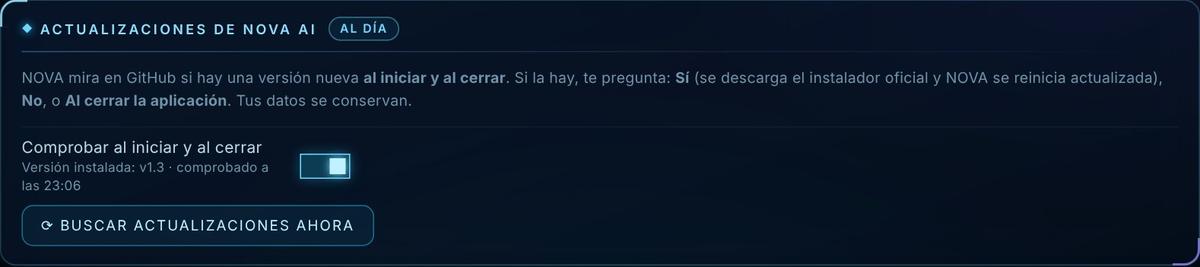 ◆ ACTUALIZACIONES DE NOVA AI AL DÍA
NOVA mira en GitHub si hay una versión nueva al iniciar y al cerrar. Si la hay, te pregunta: Sí (se descarga el instalador oficial y NOVA se reinicia actualizada),
No, o Al cerrar la aplicación. Tus datos se conservan.
Comprobar al iniciar y al cerrar
Versión instalada: v1.3 · comprobado a
las 23:06
⟳ BUSCAR ACTUALIZACIONES AHORA